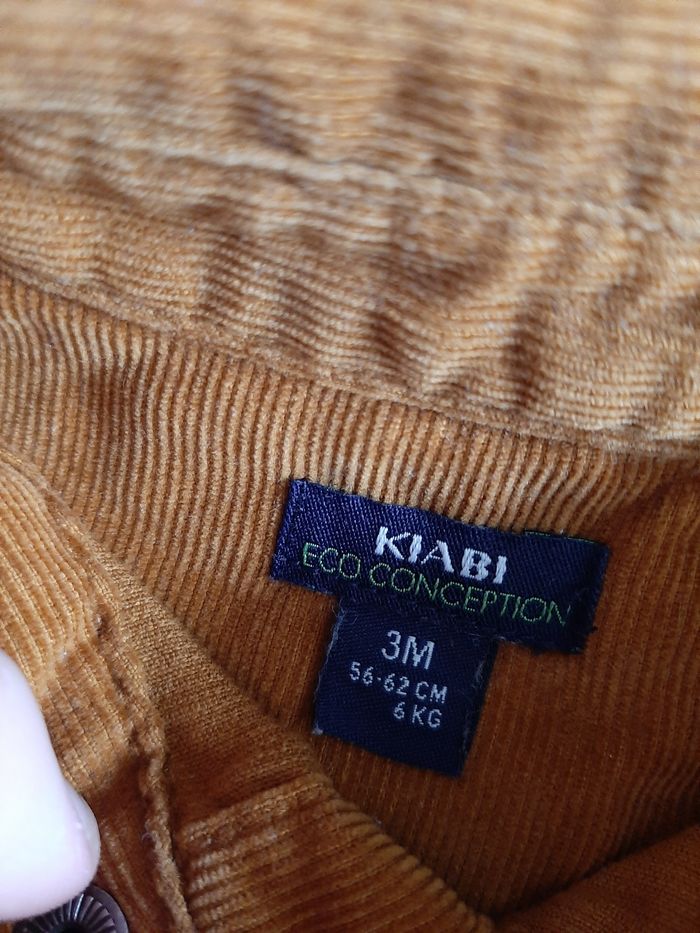 KIABI
ECO CONCEPTION
3M
56-62 CM
6 KG